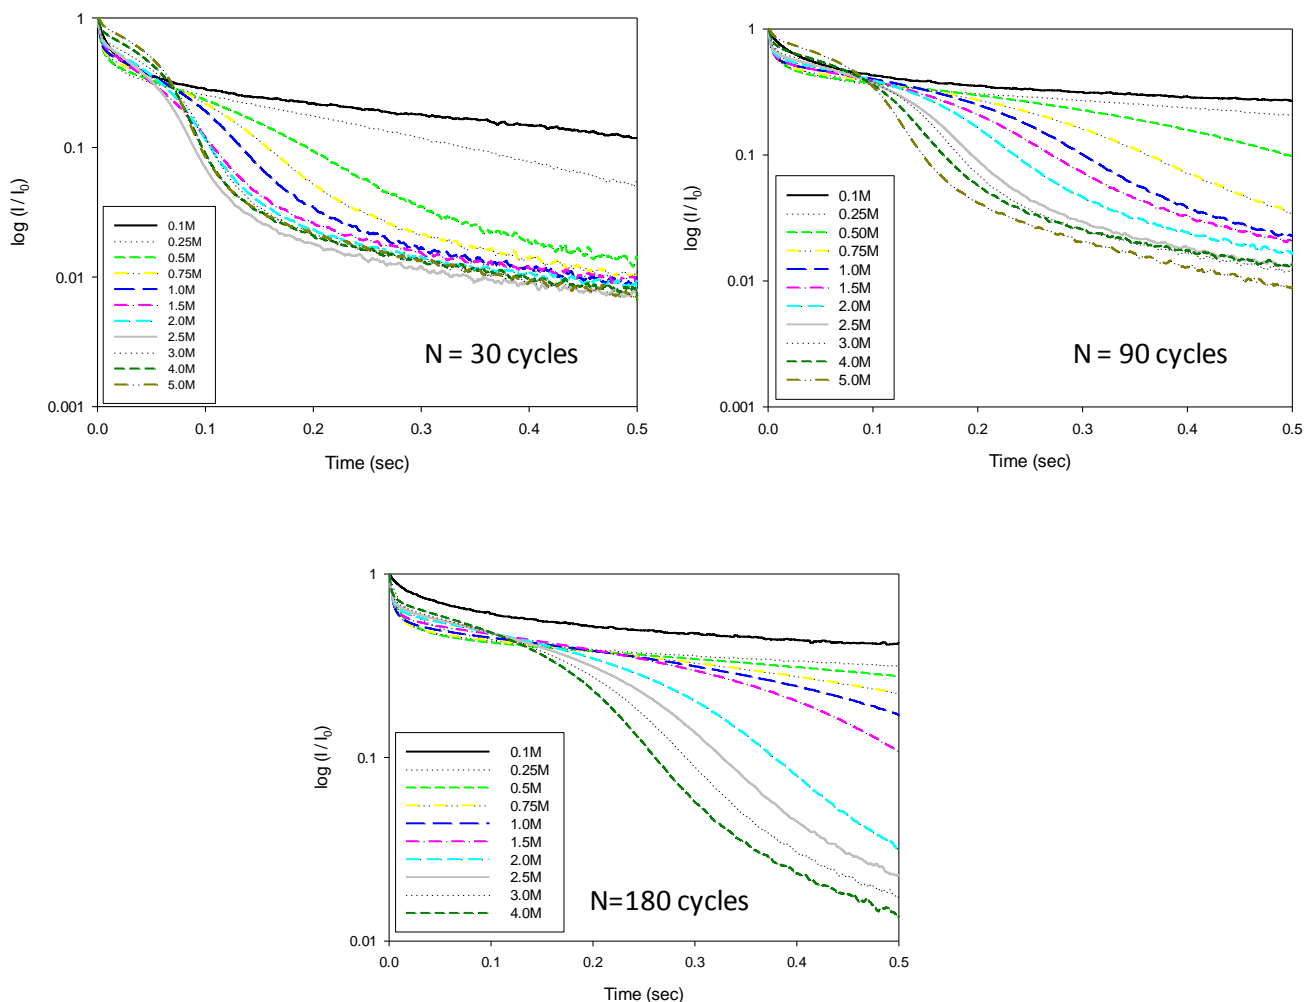 1
0.1
0.01
0.001
log (I / I0)
0.0 0.1 0.2 0.3 0.4 0.5
Time (sec)
0.1M
0.25M
0.5M
0.75M
1.0M
1.5M
2.0M
2.5M
3.0M
4.0M
5.0M
N = 30 cycles
1
0.1
0.01
0.001
log (I / I0)
0.0 0.1 0.2 0.3 0.4 0.5
Time (sec)
0.1M
0.25M
0.50M
0.75M
1.0M
1.5M
2.0M
2.5M
3.0M
4.0M
5.0M
N = 90 cycles
1
0.1
0.01
log (I / I0)
0.0 0.1 0.2 0.3 0.4 0.5
Time (sec)
0.1M
0.25M
0.5M
0.75M
1.0M
1.5M
2.0M
2.5M
3.0M
4.0M
N=180 cycles